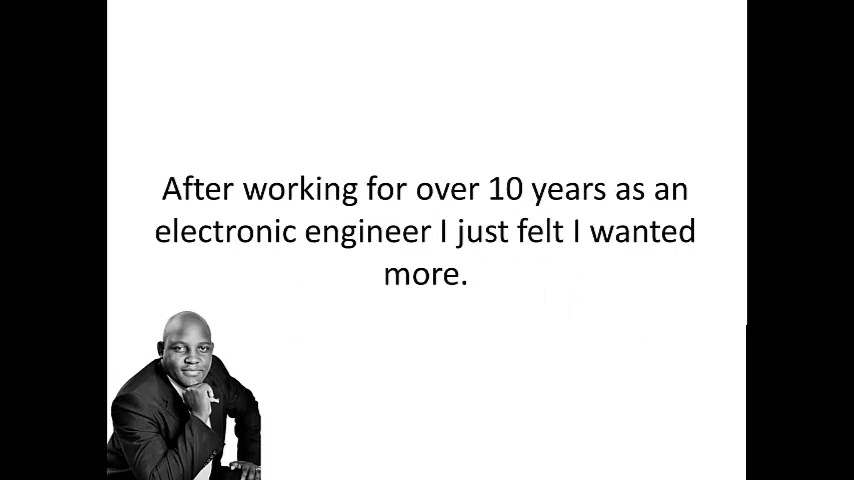 After working for over 10 years as an
electronic engineer I just felt I wanted
more.